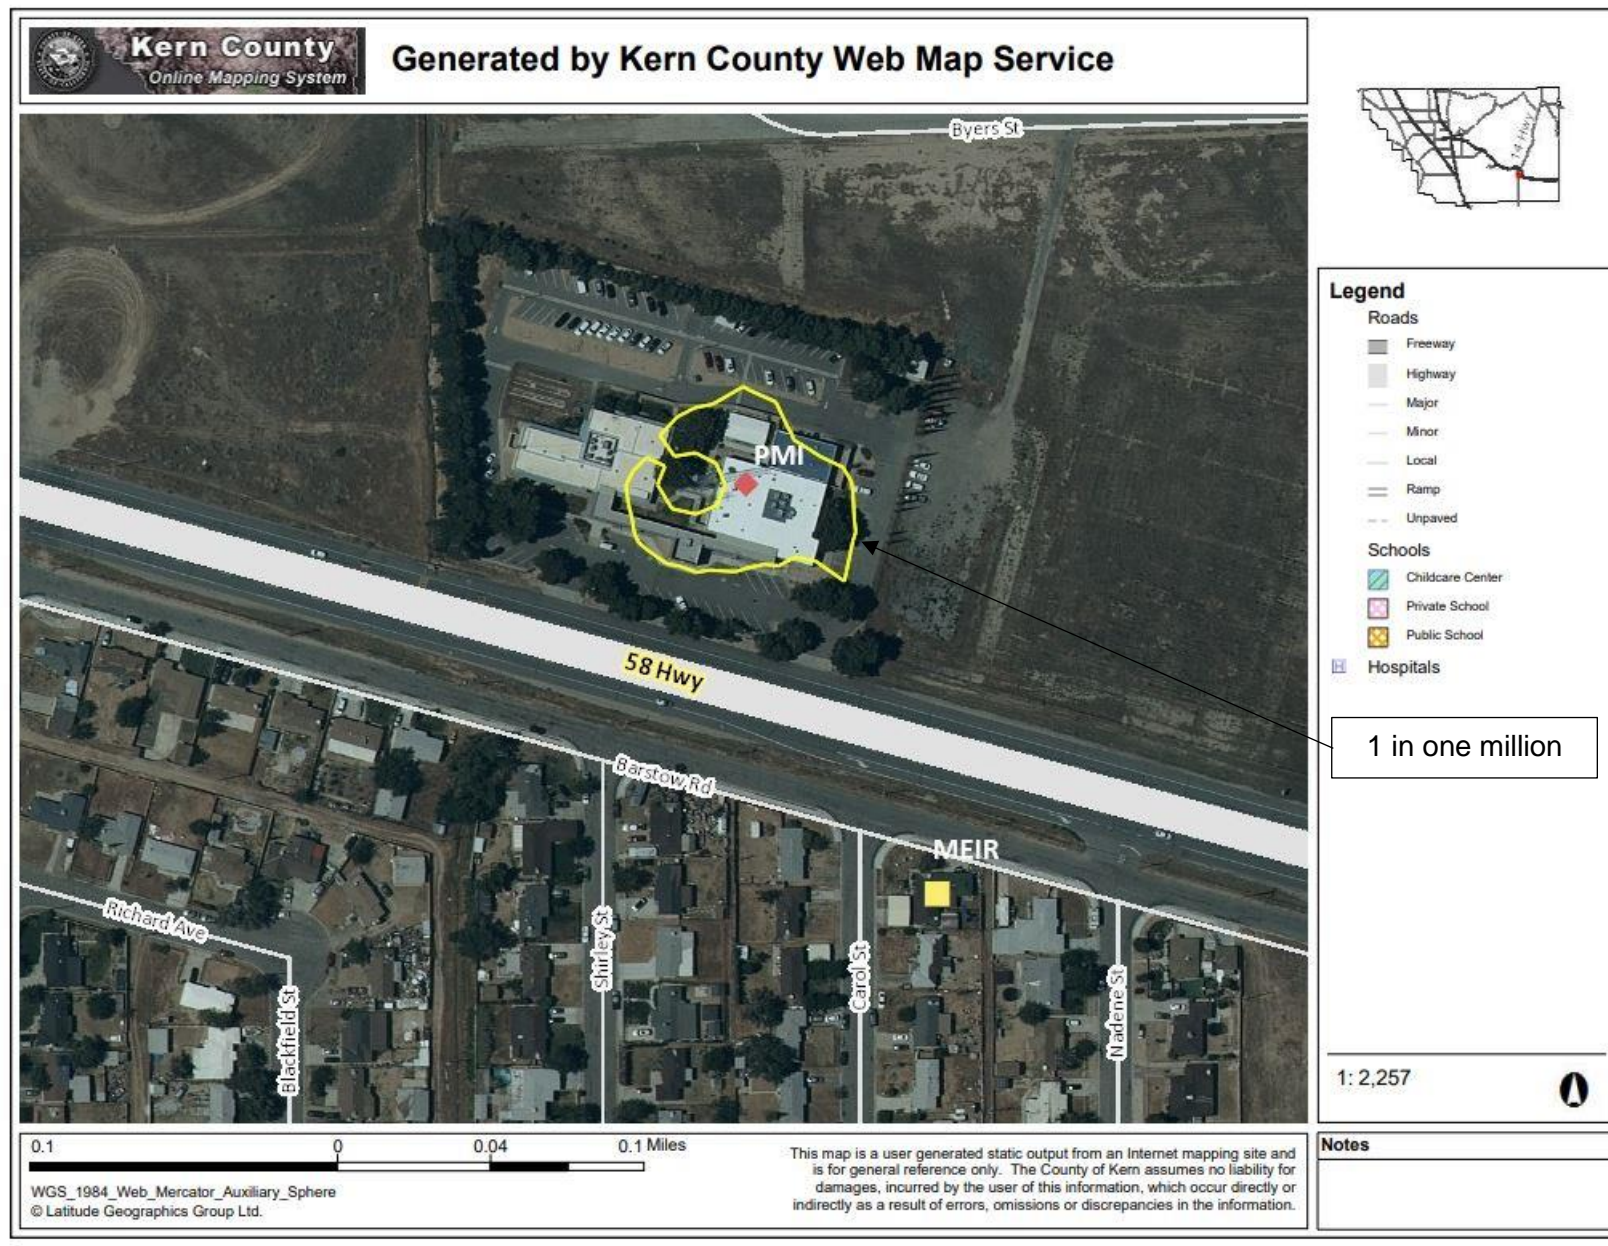 Kern County
Online Mapping System
Generated by Kern County Web Map Service
14 Hwy
Byers St
PMI
58 Hwy
Barstow Rd
MEIR
Richard Ave
Blackfield St
Shirley St
Carol St
Nadene St
Legend
Roads
Freeway
Highway
Major
Minor
Local
Ramp
Unpaved
Schools
Childcare Center
Private School
Public School
H Hospitals
1 in one million
1: 2,257
0.1 0 0.04 0.1 Miles
WGS_1984_Web_Mercator_Auxiliary_Sphere
© Latitude Geographics Group Ltd.
This map is a user generated static output from an Internet mapping site and
is for general reference only. The County of Kern assumes no liability for
damages, incurred by the user of this information, which occur directly or
indirectly as a result of errors, omissions or discrepancies in the information.
Notes